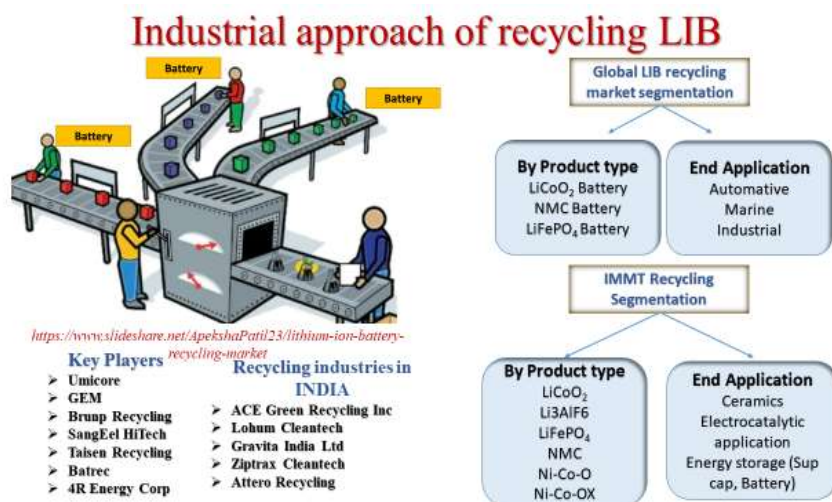 Industrial approach of recycling LIB
Battery
Battery
Battery
https://www.slideshare.net/ApekshaPatil23/lithium-ion-battery-
recycling-market
Key Players
➢ Umicore
➢ GEM
➢ Brunp Recycling
➢ SangEel HiTech
➢ Taisen Recycling
➢ Batrec
➢ 4R Energy Corp
Recycling industries in
INDIA
➢ ACE Green Recycling Inc
➢ Lohum Cleantech
➢ Gravita India Ltd
➢ Ziptrax Cleantech
➢ Attero Recycling
Global LIB recycling
market segmentation
By Product type
LiCoO₂ Battery
NMC Battery
LiFePO₄ Battery
End Application
Automative
Marine
Industrial
IMMT Recycling
Segmentation
By Product type
LiCoO₂
Li3AlF6
LiFePO₄
NMC
Ni-Co-O
Ni-Co-OX
End Application
Ceramics
Electrocatalytic
application
Energy storage (Sup
cap, Battery)